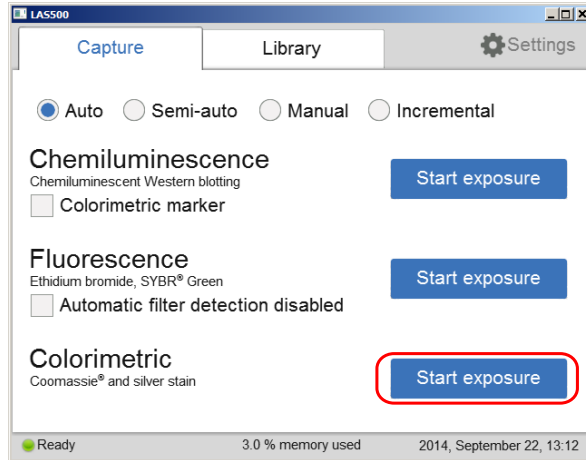 LAS500
Capture Library Settings
Auto Semi-auto Manual Incremental
Chemiluminescence
Chemiluminescent Western blotting
Start exposure
Colorimetric marker
Fluorescence
Ethidium bromide, SYBR® Green
Start exposure
Automatic filter detection disabled
Colorimetric
Coomassie® and silver stain
Start exposure
Ready 3.0 % memory used 2014, September 22, 13:12